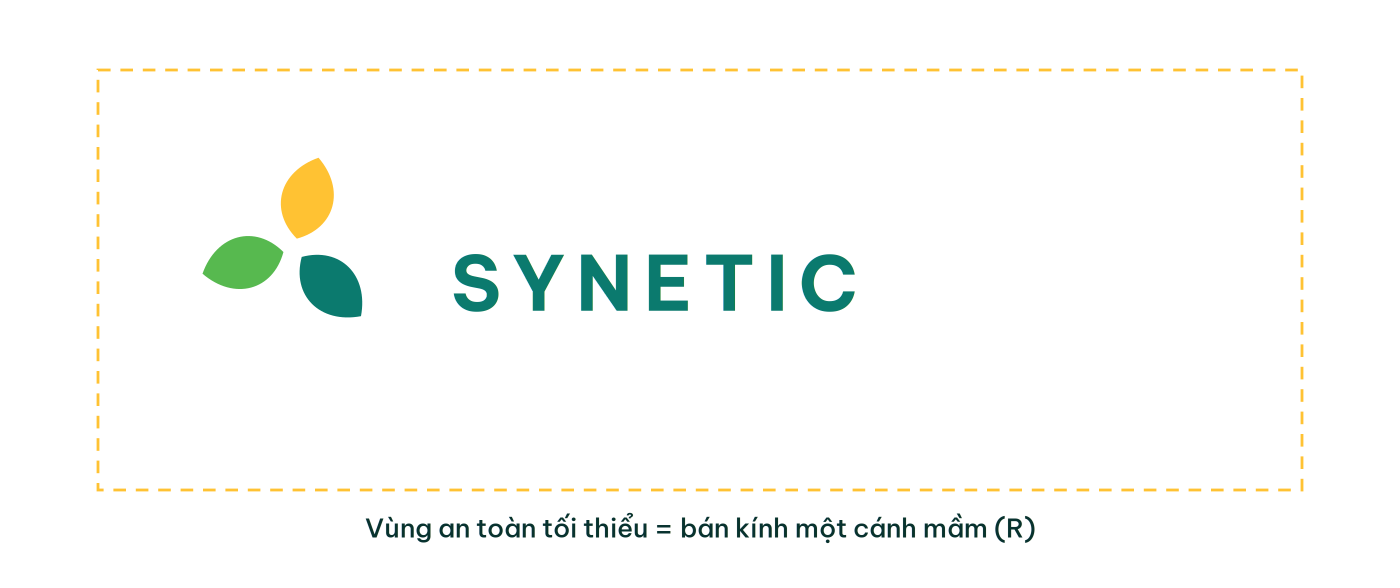 SYNETIC
Vùng an toàn tối thiểu = bán kính một cánh mầm (R)